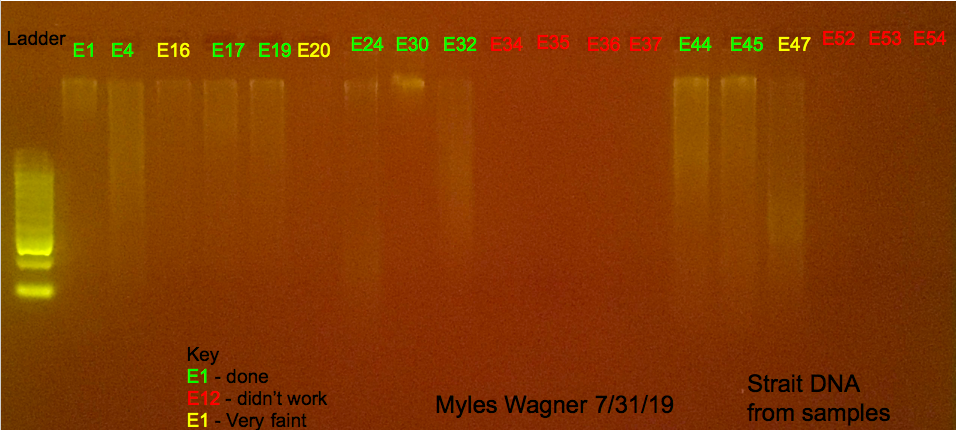 Ladder E1 E4 E16 E17 E19 E20 E24 E30 E32 E34 E35 E36 E37 E44 E45 E47 E52 E53 E54
Key
E1 - done
E12 - didn't work
E1 - Very faint
Myles Wagner 7/31/19
Strait DNA
from samples